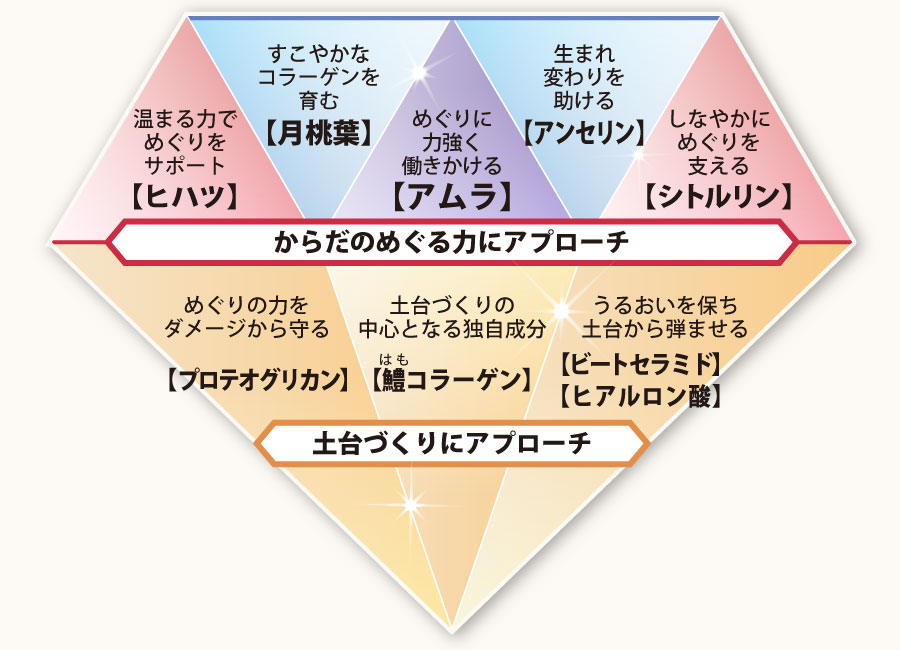 温まる力で
めぐりを
サポート
【ヒハツ】
すこやかな
コラーゲンを
育む
【月桃葉】
めぐりに
力強く
働きかける
【アムラ】
生まれ
変わりを
助ける
【アンセリン】
しなやかに
めぐりを
支える
【シトルリン】
からだのめぐる力にアプローチ
めぐりの力を
ダメージから守る
【プロテオグリカン】
土台づくりの
中心となる独自成分
はも
【鱧コラーゲン】
うるおいを保ち
土台から弾ませる
【ビートセラミド】
【ヒアルロン酸】
土台づくりにアプローチ